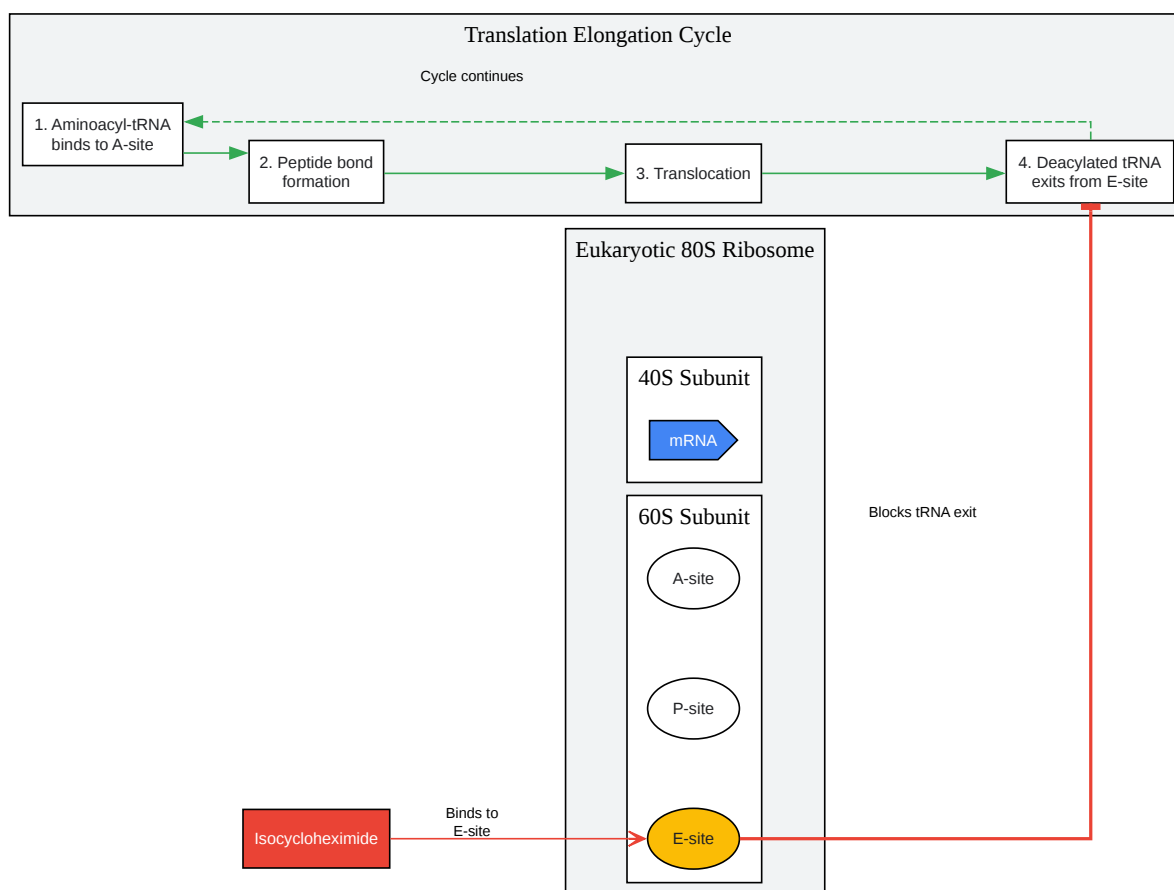 Translation Elongation Cycle
Cycle continues
1. Aminoacyl-tRNA
binds to A-site
2. Peptide bond
formation
3. Translocation
4. Deacylated tRNA
exits from E-site
Eukaryotic 80S Ribosome
40S Subunit
mRNA
60S Subunit
Blocks tRNA exit
A-site
P-site
Isocycloheximide
Binds to
E-site
E-site